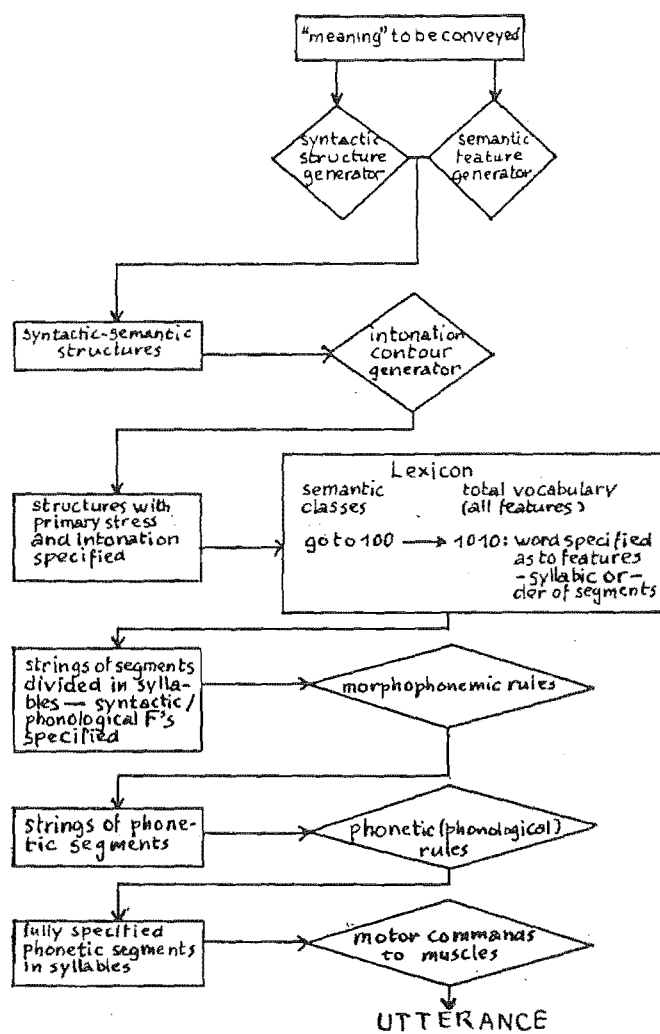 "meaning" to be conveyed
syntactic
structure
generator
semantic
feature
generator
syntactic-semantic
structures
intonation
contour
generator
structures with
primary stress
and Intonation
specified
Lexicon
semantic
classes
total vocabulary
(all features)
go to 100
1010: word specified
as to features
-syllabic or-
der of segments
strings of segments
divided in sylla-
bles — syntactic/
phonological F's
specified
morphophonemic rules
strings of phone-
tic segments
phonetic (phonological)
rules
fully specified
phonetic segments
in syllables
motor commands
to muscles
UTTERANCE